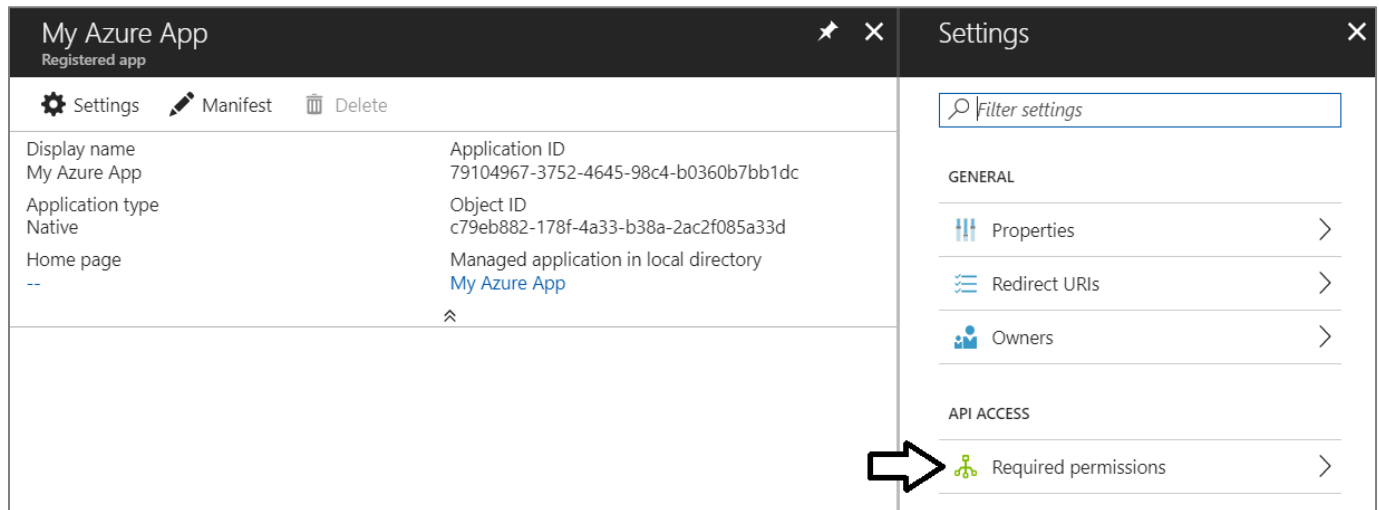 My Azure App
Registered app
Settings
Manifest
Delete
Display name
My Azure App
Application type
Native
Home page
--
Application ID
79104967-3752-4645-98c4-b0360b7bb1dc
Object ID
c79eb882-178f-4a33-b38a-2ac2f085a33d
Managed application in local directory
My Azure App
Settings
Filter settings
GENERAL
Properties
Redirect URIs
Owners
API ACCESS
Required permissions